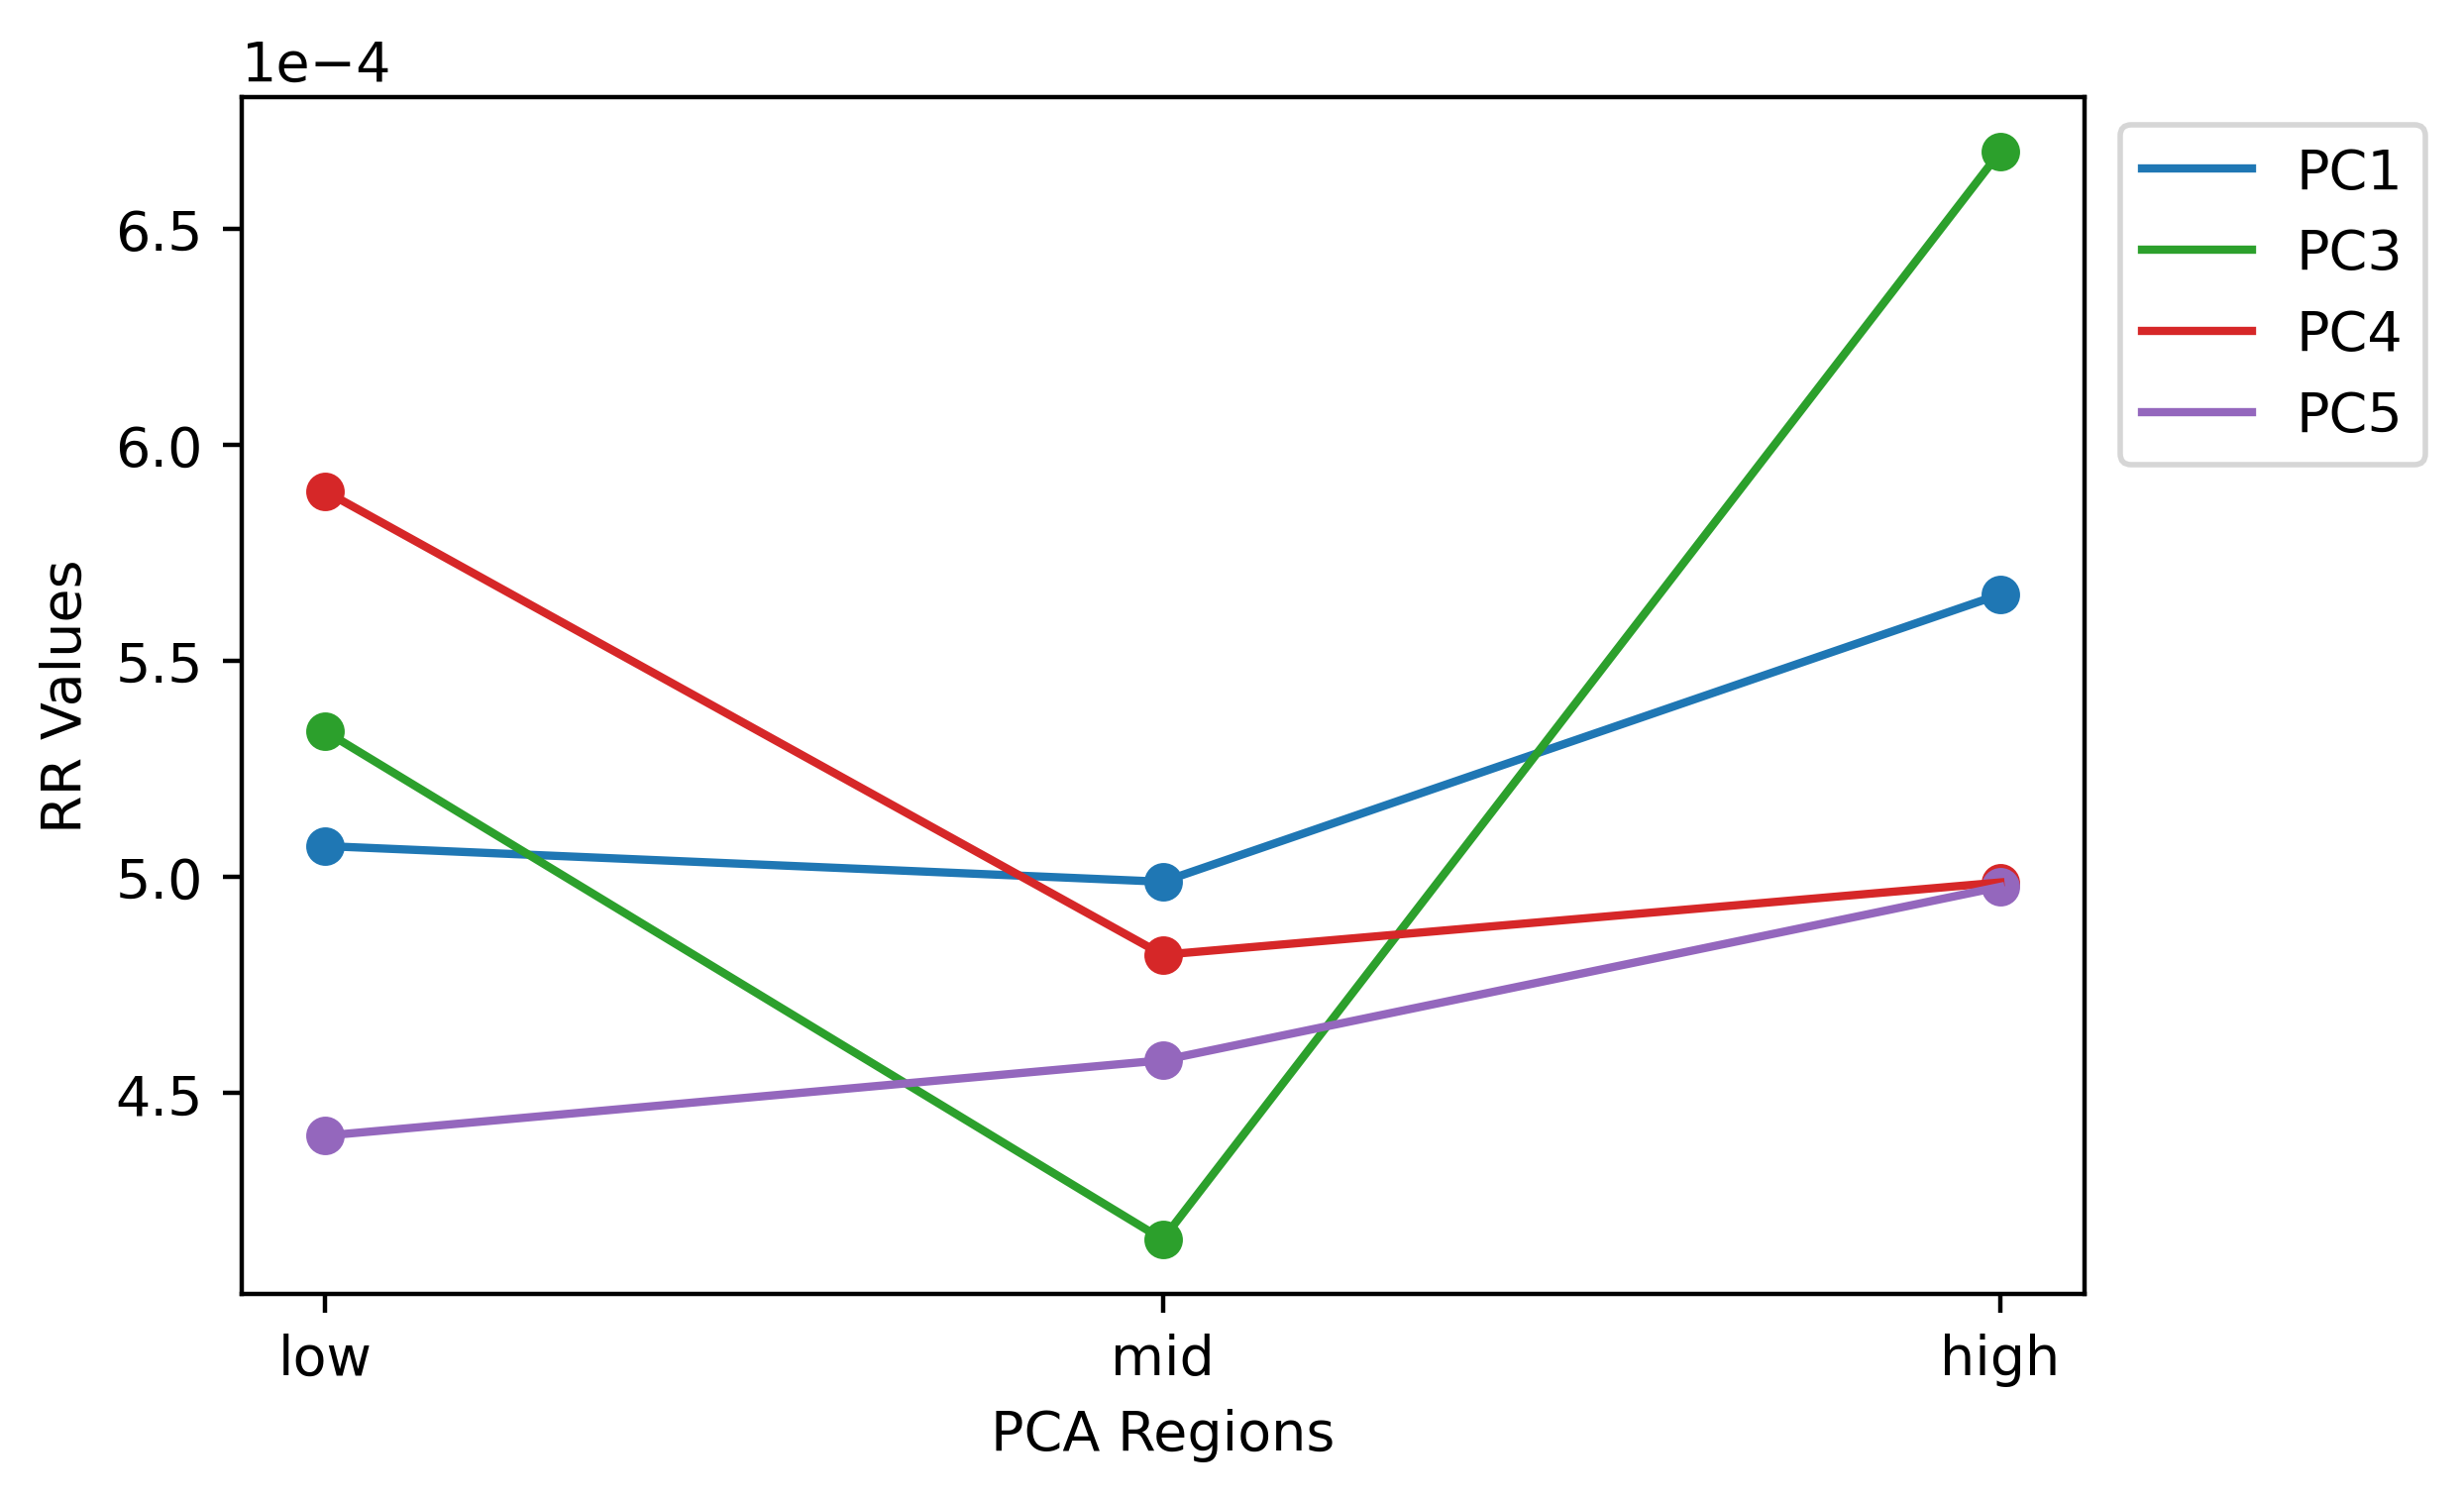 1e−4
6.5
6.0
5.5
5.0
4.5
RR Values
low mid high
PCA Regions
PC1
PC3
PC4
PC5